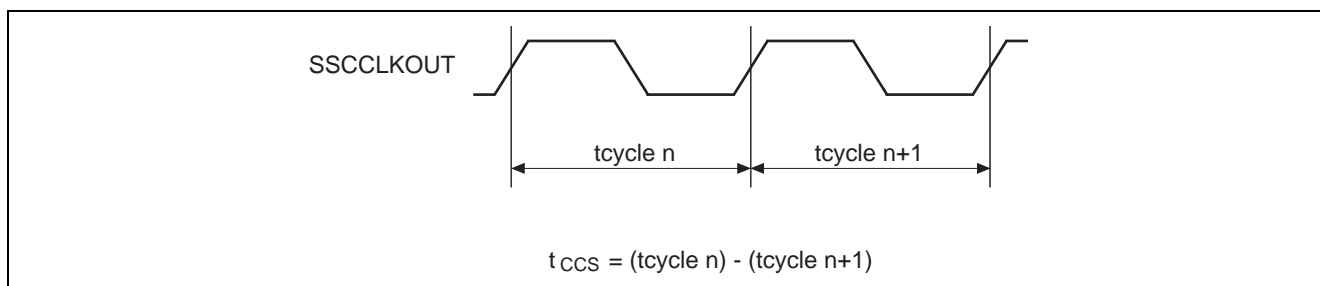 SSCCLKOUT
tcycle n
tcycle n+1
t CCS = (tcycle n) - (tcycle n+1)